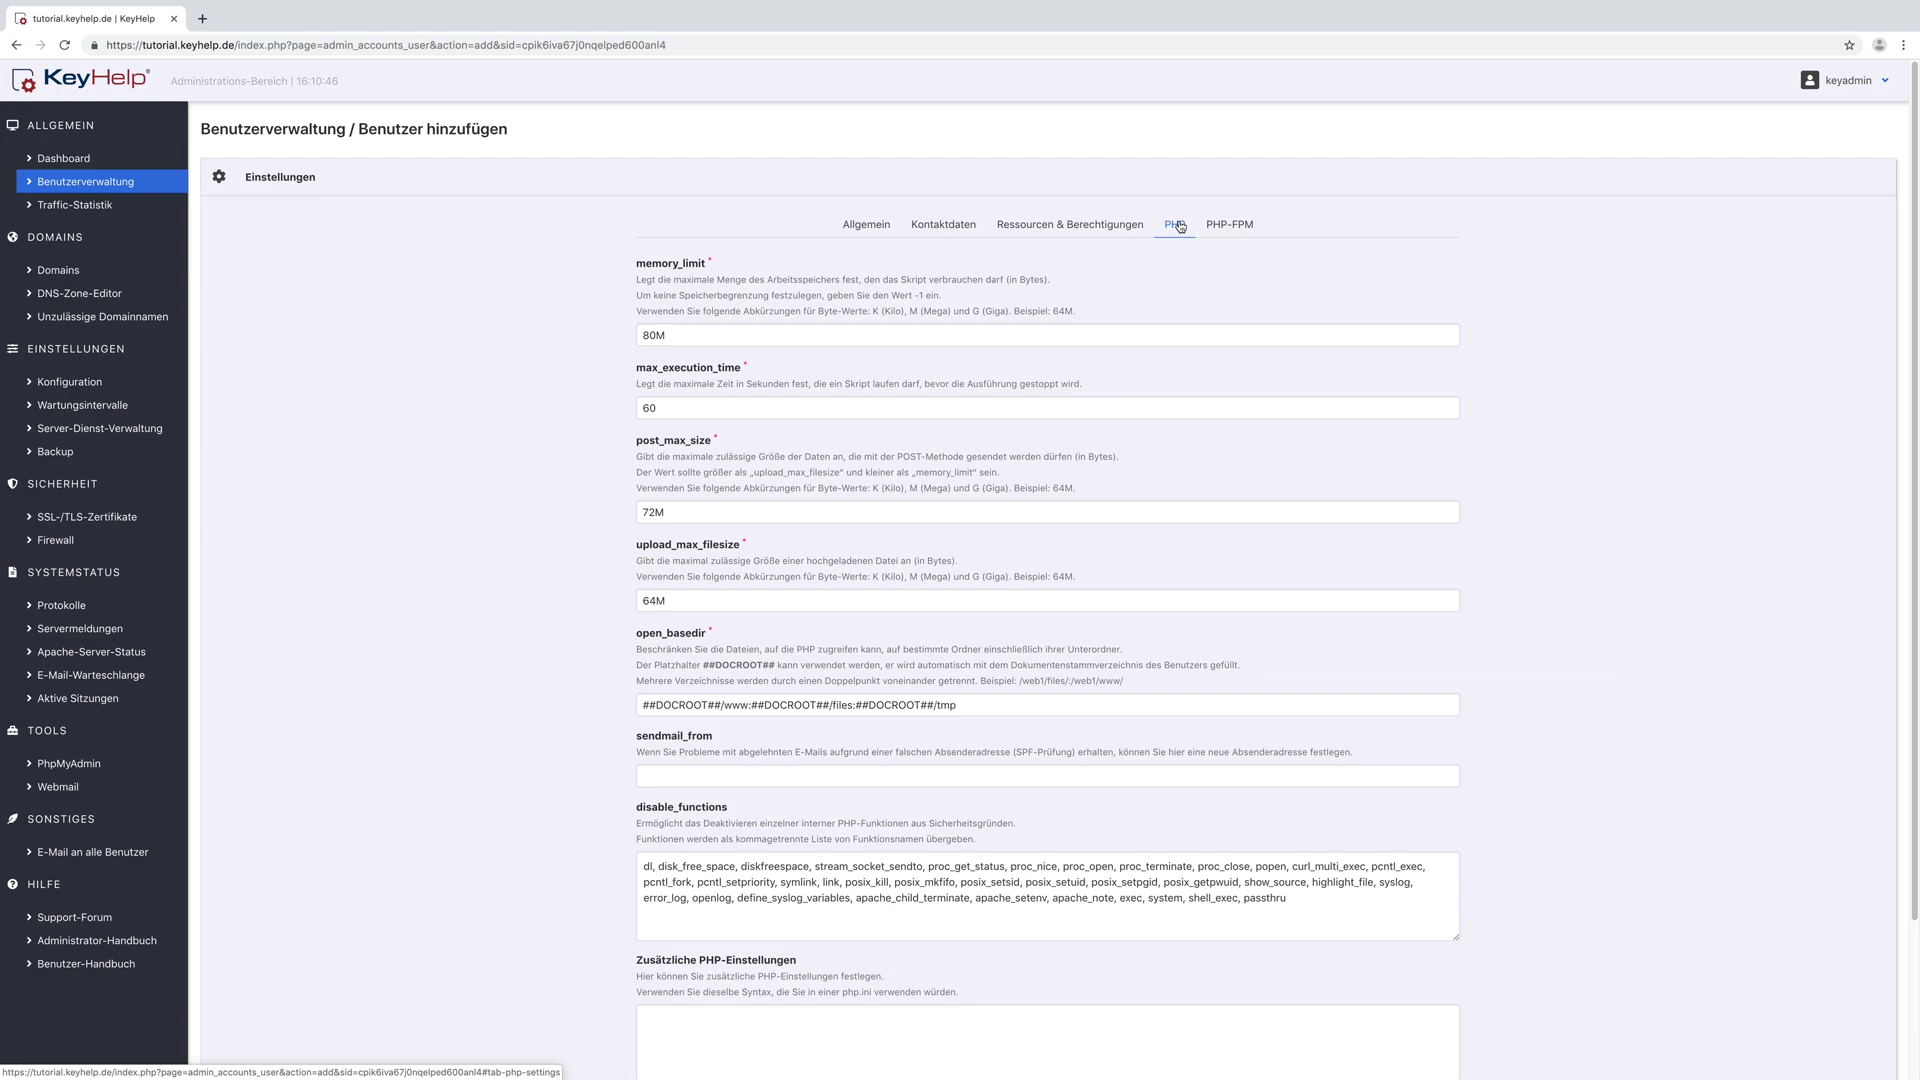 tutorial.keyhelp.de | KeyHelp
https://tutorial.keyhelp.de/index.php?page=admin_accounts_user&action=add&sid=cpik6iva67j0nqelped600anl4
KeyHelp
Administrations-Bereich | 16:10:46
keyadmin
ALLGEMEIN
Dashboard
Benutzerverwaltung
Traffic-Statistik
DOMAINS
Domains
DNS-Zone-Editor
Unzulässige Domainnamen
EINSTELLUNGEN
Konfiguration
Wartungsintervalle
Server-Dienst-Verwaltung
Backup
SICHERHEIT
SSL-/TLS-Zertifikate
Firewall
SYSTEMSTATUS
Protokolle
Servermeldungen
Apache-Server-Status
E-Mail-Warteschlange
Aktive Sitzungen
TOOLS
PhpMyAdmin
Webmail
SONSTIGES
E-Mail an alle Benutzer
HILFE
Support-Forum
Administrator-Handbuch
Benutzer-Handbuch
Benutzerverwaltung / Benutzer hinzufügen
Einstellungen
Allgemein Kontaktdaten Ressourcen & Berechtigungen PHP PHP-FPM
memory_limit *
Legt die maximale Menge des Arbeitsspeichers fest, den das Skript verbrauchen darf (in Bytes).
Um keine Speicherbegrenzung festzulegen, geben Sie den Wert -1 ein.
Verwenden Sie folgende Abkürzungen für Byte-Werte: K (Kilo), M (Mega) und G (Giga). Beispiel: 64M.
80M
max_execution_time *
Legt die maximale Zeit in Sekunden fest, die ein Skript laufen darf, bevor die Ausführung gestoppt wird.
60
post_max_size *
Gibt die maximale zulässige Größe der Daten an, die mit der POST-Methode gesendet werden dürfen (in Bytes).
Der Wert sollte größer als „upload_max_filesize" und kleiner als „memory_limit" sein.
Verwenden Sie folgende Abkürzungen für Byte-Werte: K (Kilo), M (Mega) und G (Giga). Beispiel: 64M.
72M
upload_max_filesize *
Gibt die maximal zulässige Größe einer hochgeladenen Datei an (in Bytes).
Verwenden Sie folgende Abkürzungen für Byte-Werte: K (Kilo), M (Mega) und G (Giga). Beispiel: 64M.
64M
open_basedir *
Beschränken Sie die Dateien, auf die PHP zugreifen kann, auf bestimmte Ordner einschließlich ihrer Unterordner.
Der Platzhalter ##DOCROOT## kann verwendet werden, er wird automatisch mit dem Dokumentenstammverzeichnis des Benutzers gefüllt.
Mehrere Verzeichnisse werden durch einen Doppelpunkt voneinander getrennt. Beispiel: /web1/files/:/web1/www/
##DOCROOT##/www:##DOCROOT##/files:##DOCROOT##/tmp
sendmail_from
Wenn Sie Probleme mit abgelehnten E-Mails aufgrund einer falschen Absenderadresse (SPF-Prüfung) erhalten, können Sie hier eine neue Absenderadresse festlegen.
disable_functions
Ermöglicht das Deaktivieren einzelner interner PHP-Funktionen aus Sicherheitsgründen.
Funktionen werden als kommagetrennte Liste von Funktionsnamen übergeben.
dl, disk_free_space, diskfreespace, stream_socket_sendto, proc_get_status, proc_nice, proc_open, proc_terminate, proc_close, popen, curl_multi_exec, pcntl_exec,
pcntl_fork, pcntl_setpriority, symlink, link, posix_kill, posix_mkfifo, posix_setsid, posix_setuid, posix_setpgid, posix_getpwuid, show_source, highlight_file, syslog,
error_log, openlog, define_syslog_variables, apache_child_terminate, apache_setenv, apache_note, exec, system, shell_exec, passthru
Zusätzliche PHP-Einstellungen
Hier können Sie zusätzliche PHP-Einstellungen festlegen.
Verwenden Sie dieselbe Syntax, die Sie in einer php.ini verwenden würden.
https://tutorial.keyhelp.de/index.php?page=admin_accounts_user&action=add&sid=cpik6iva67j0nqelped600anl4#tab-php-settings